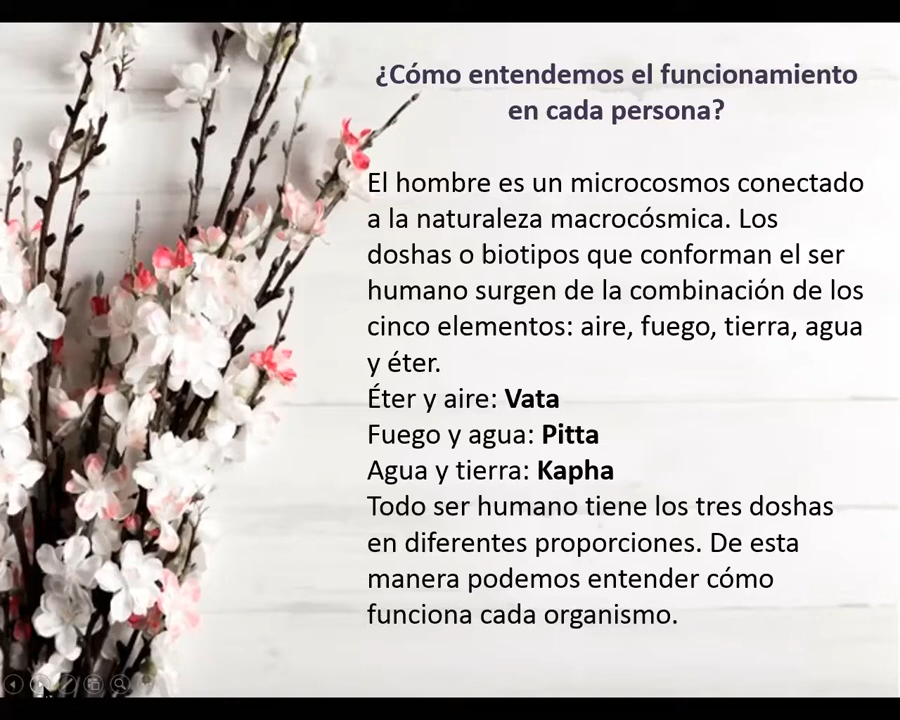 ¿Cómo entendemos el funcionamiento
en cada persona?
El hombre es un microcosmos conectado
a la naturaleza macrocósmica. Los
doshas o biotipos que conforman el ser
humano surgen de la combinación de los
cinco elementos: aire, fuego, tierra, agua
y éter.
Éter y aire: Vata
Fuego y agua: Pitta
Agua y tierra: Kapha
Todo ser humano tiene los tres doshas
en diferentes proporciones. De esta
manera podemos entender cómo
funciona cada organismo.